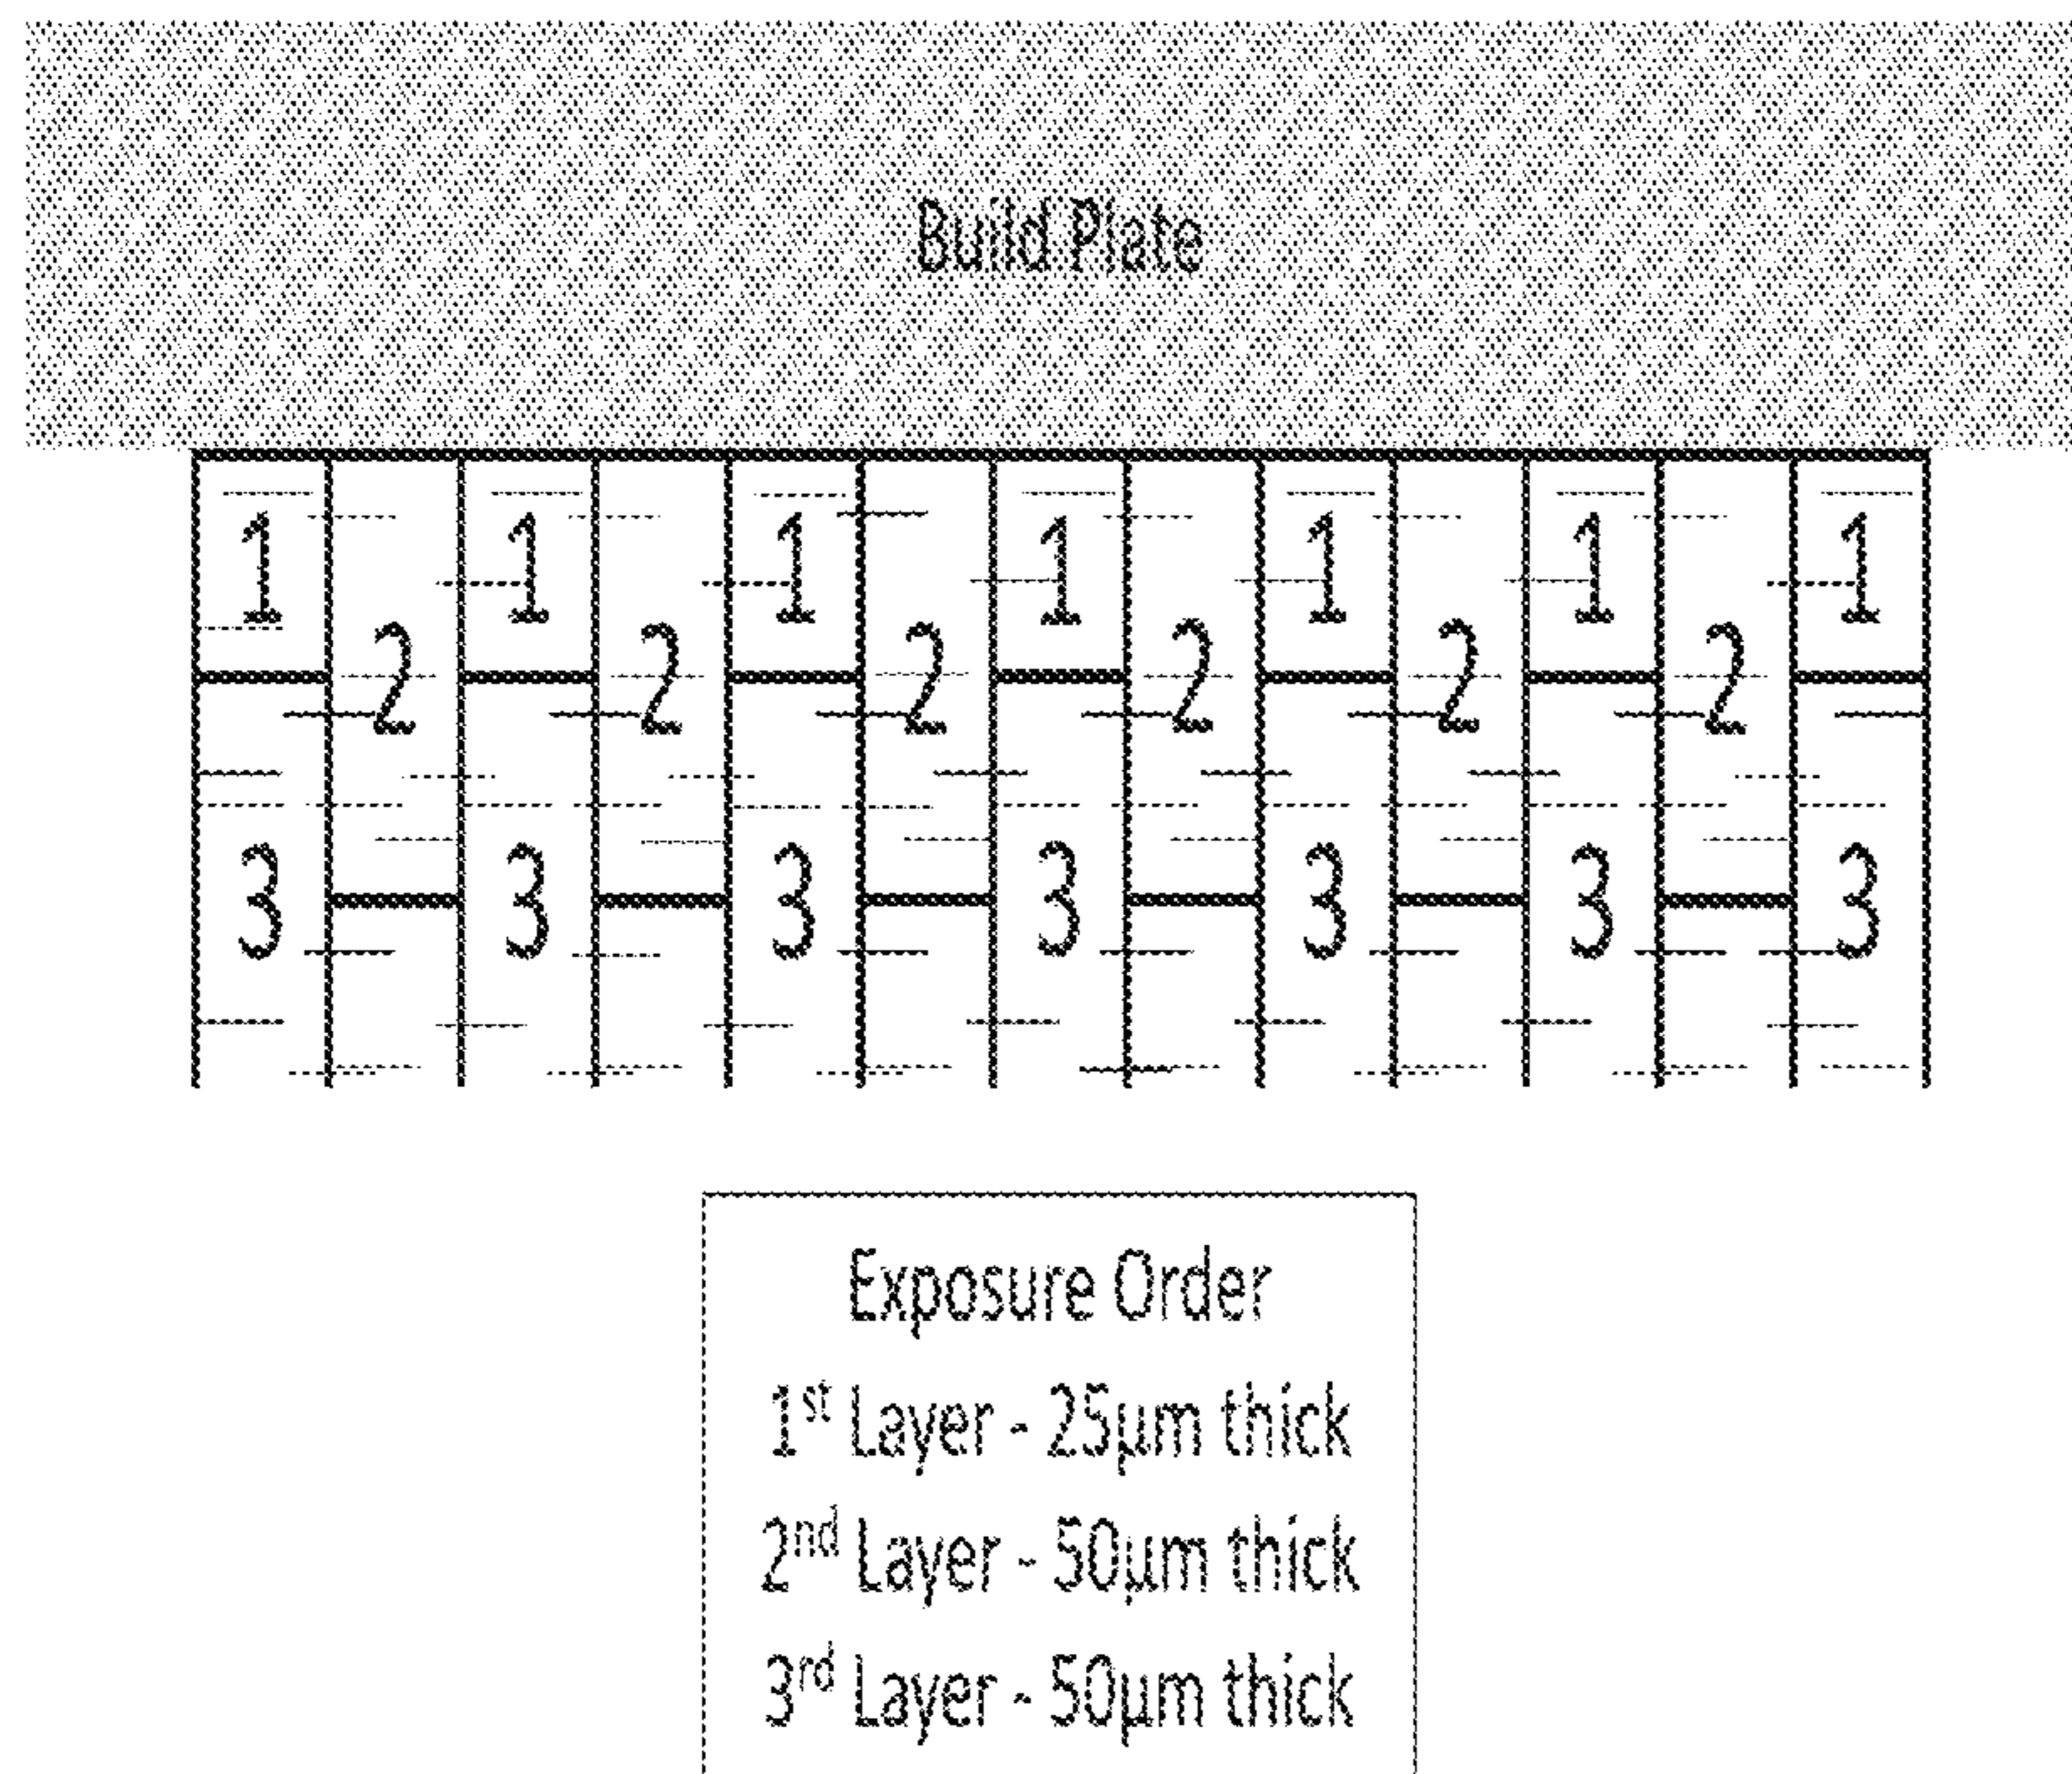 Build Plate
1 1 1 1 1 1 1
2 2 2 2 2 2
3 3 3 3 3 3 3
Exposure Order
1st Layer - 25µm thick
2nd Layer - 50µm thick
3rd Layer - 50µm thick